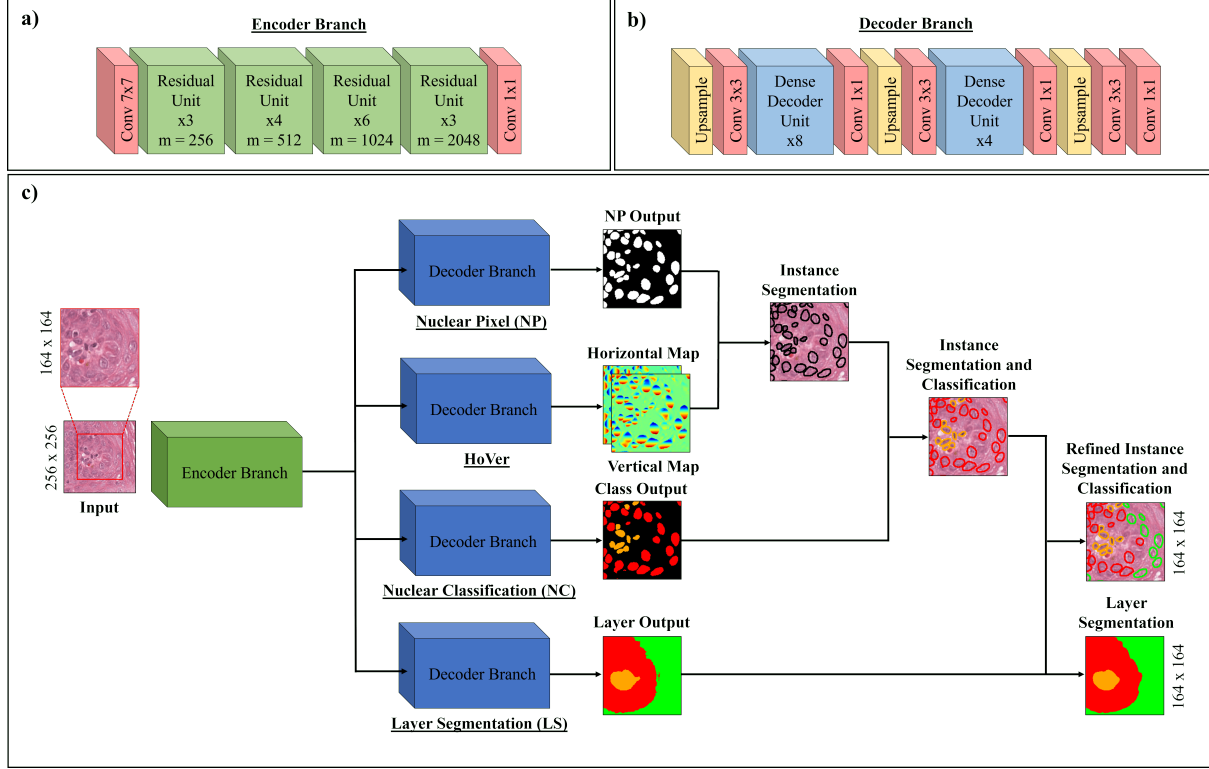 a)
Encoder Branch
Conv 7x7
Residual
Unit
x3
m = 256
Residual
Unit
x4
m = 512
Residual
Unit
x6
m = 1024
Residual
Unit
x3
m = 2048
Conv 1x1
b)
Decoder Branch
Upsample
Conv 3x3
Dense
Decoder
Unit
x8
Conv 1x1
Upsample
Conv 3x3
Dense
Decoder
Unit
x4
Conv 1x1
Upsample
Conv 3x3
Conv 1x1
c)
164 x 164
256 x 256
Input
Encoder Branch
Decoder Branch
Nuclear Pixel (NP)
Decoder Branch
HoVer
Decoder Branch
Nuclear Classification (NC)
Decoder Branch
Layer Segmentation (LS)
NP Output
Horizontal Map
Vertical Map
Class Output
Layer Output
Instance
Segmentation
Instance
Segmentation and
Classification
Refined Instance
Segmentation and
Classification
164 x 164
Layer
Segmentation
164 x 164